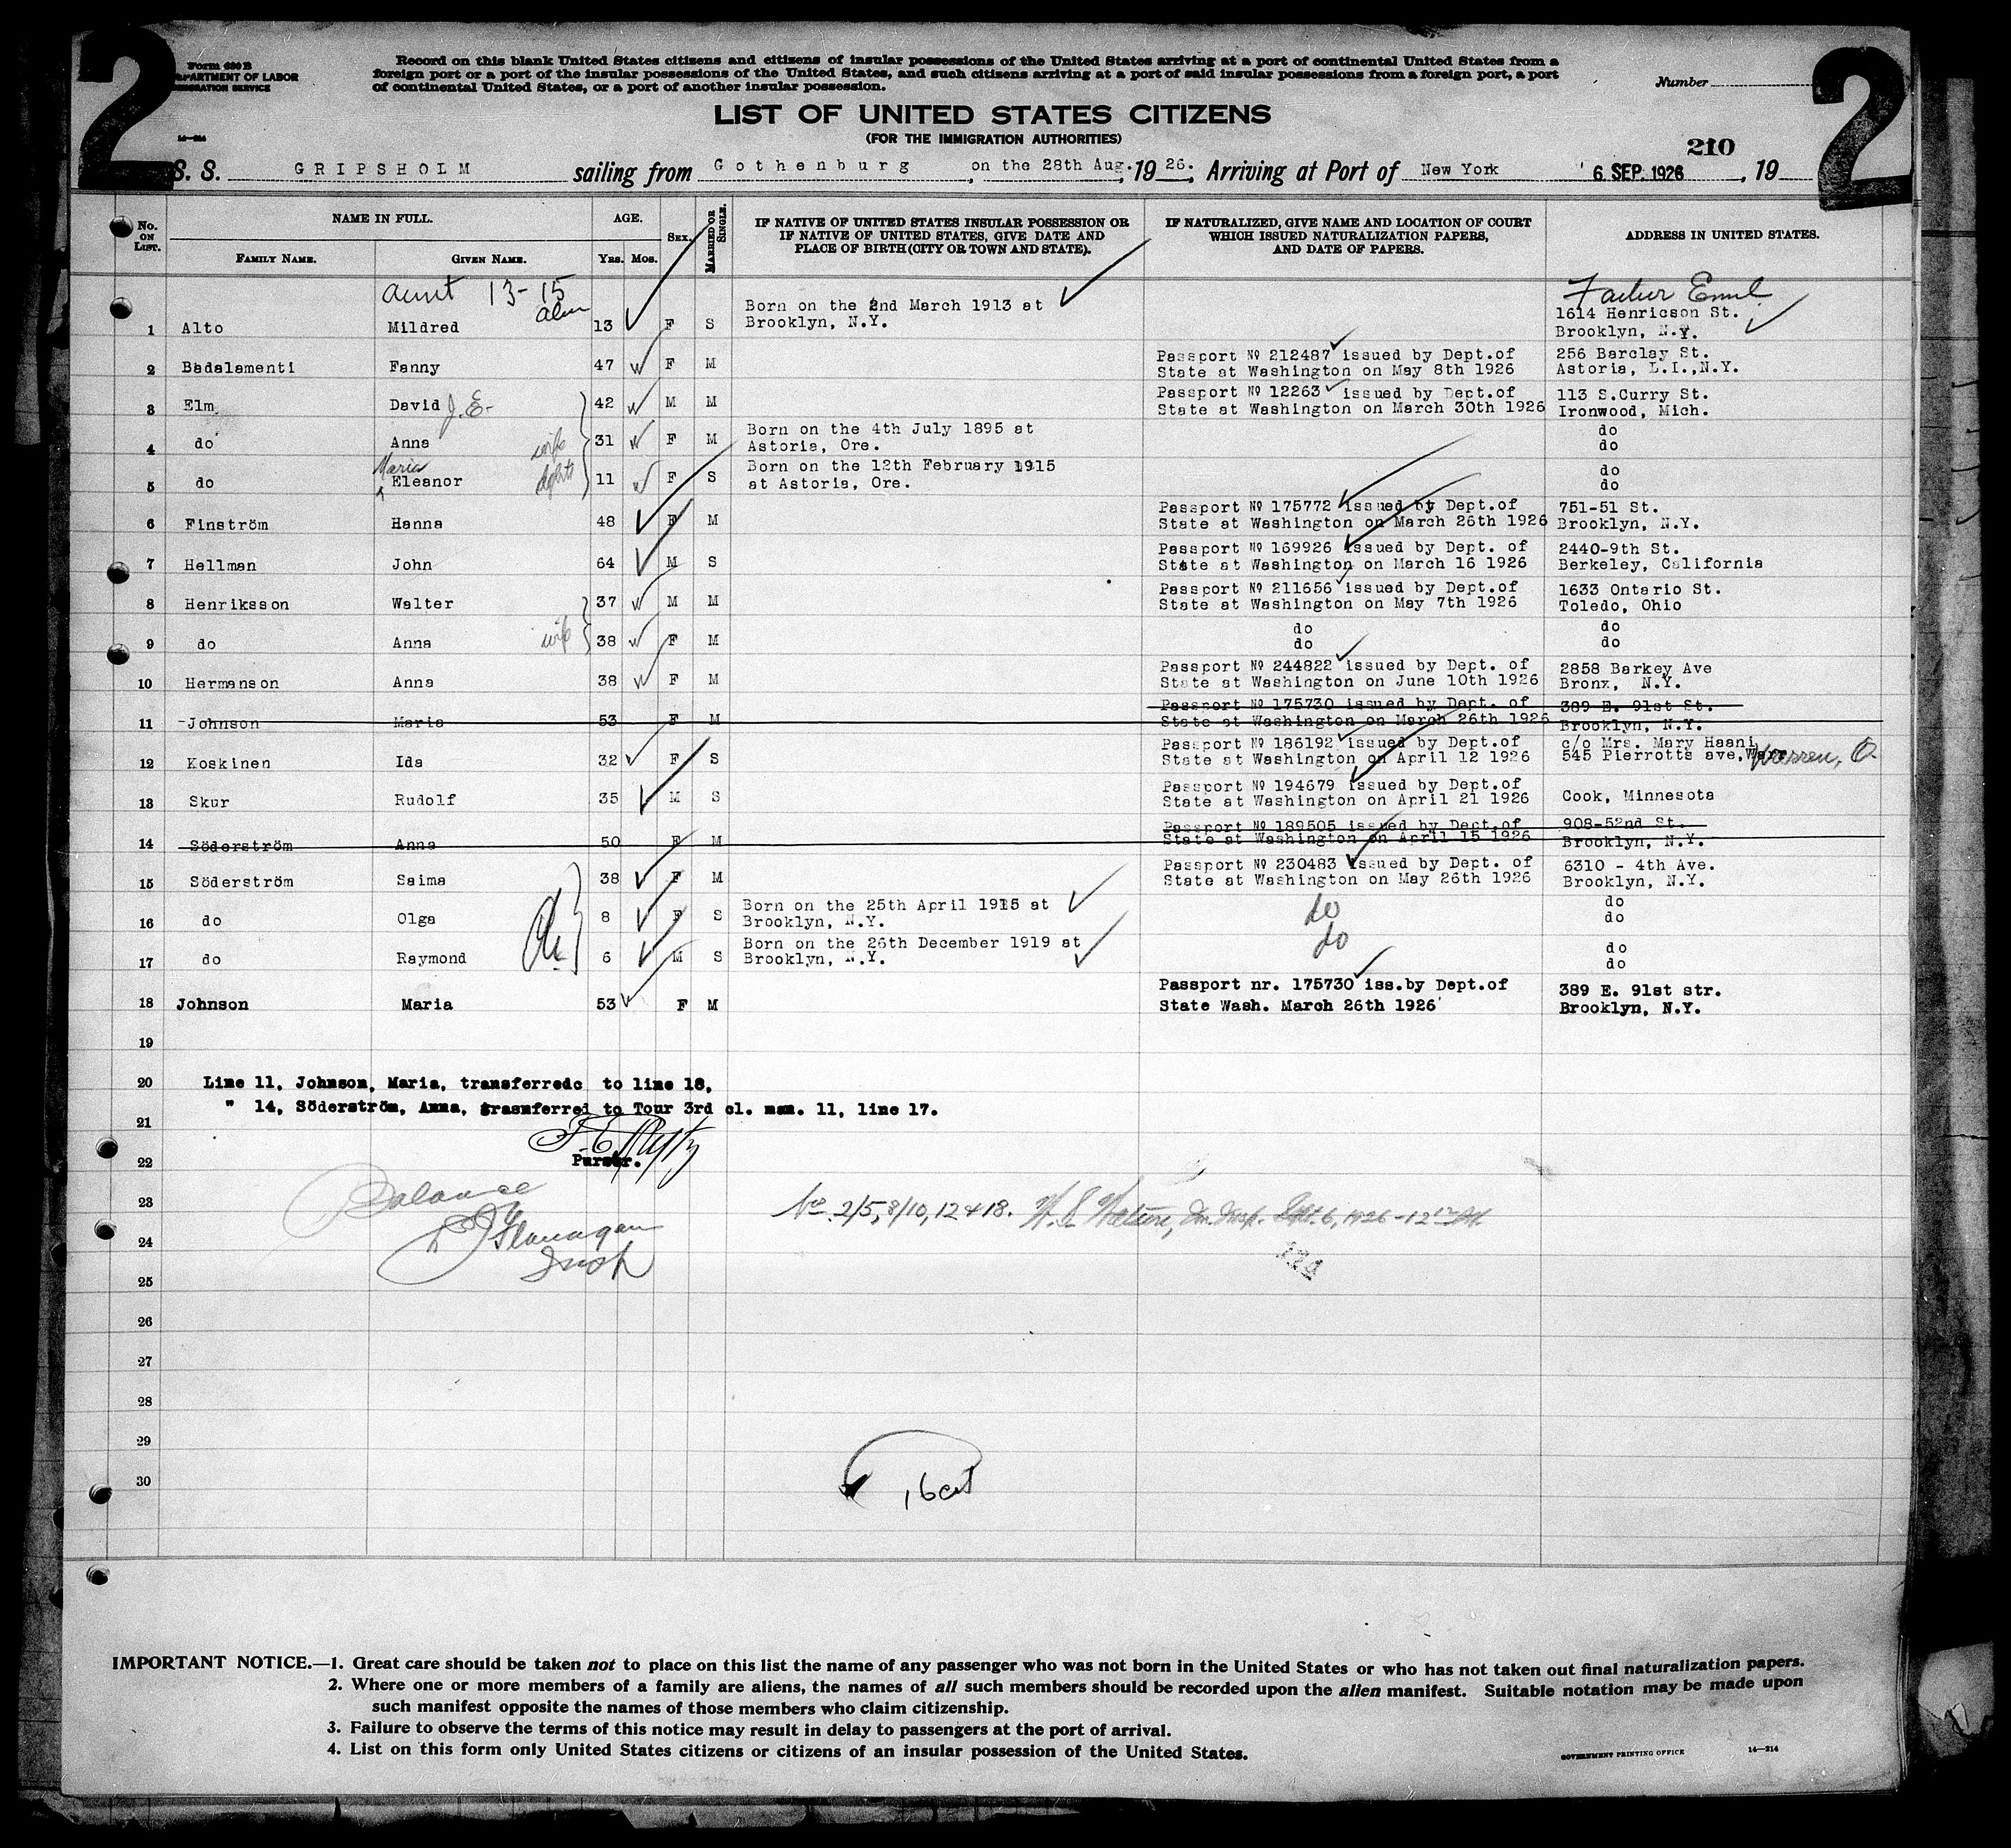 2
2
Form 630 B
DEPARTMENT OF LABOR
IMMIGRATION SERVICE
14-214
Record on this blank United States citizens and citizens of insular possessions of the United States arriving at a port of continental United States from a
foreign port or a port of the insular possessions of the United States, and such citizens arriving at a port of said insular possessions from a foreign port, a port
of continental United States, or a port of another insular possession.
Number
LIST OF UNITED STATES CITIZENS
(FOR THE IMMIGRATION AUTHORITIES)
210
S. S. GRIPSHOLM sailing from Gothenburg, on the 28th Aug., 19 26; Arriving at Port of New York 6 SEP. 1926, 19
No. ON LIST.
NAME IN FULL.
FAMILY NAME. GIVEN NAME.
AGE.
Yrs. Mos.
SEX.
MARRIED OR SINGLE.
IF NATIVE OF UNITED STATES INSULAR POSSESSION OR
IF NATIVE OF UNITED STATES, GIVE DATE AND
PLACE OF BIRTH (CITY OR TOWN AND STATE).
IF NATURALIZED, GIVE NAME AND LOCATION OF COURT
WHICH ISSUED NATURALIZATION PAPERS,
AND DATE OF PAPERS.
ADDRESS IN UNITED STATES.
aunt 13-15 Father Emil
Born on the 2nd March 1913 at 1614 Henricson St.
1 Alto Mildred 13 F S Brooklyn, N.Y. Brooklyn, N.Y.
Passport Nº 212487 issued by Dept.of 256 Barclay St.
2 Badalamenti Fanny 47 F M State at Washington on May 8th 1926 Astoria, L.I.,N.Y.
Passport Nº 12263 issued by Dept.of 113 S.Curry St.
3 Elm David J.E. 42 M M State at Washington on March 30th 1926 Ironwood, Mich.
Born on the 4th July 1895 at do
4 do Anna wife 31 F M Astoria, Ore. do
Maria Born on the 12th February 1915 do
5 do Eleanor 11 F S at Astoria, Ore. do
Passport Nº 175772 issued by Dept.of 751-51 St.
6 Finström Hanna 48 F M State at Washington on March 26th 1926 Brooklyn, N.Y.
Passport Nº 169926 issued by Dept. of 2440-9th St.
7 Hellman John 64 M S State at Washington on March 16 1926 Berkeley, California
Passport Nº 211656 issued by Dept.of 1633 Ontario St.
8 Henriksson Walter 37 M M State at Washington on May 7th 1926 Toledo, Ohio
do do
9 do Anna wife 38 F M do do
Passport Nº 244822 issued by Dept. of 2858 Barkey Ave
10 Hermanson Anna 38 F M State at Washington on June 10th 1926 Bronx, N.Y.
Passport Nº 175730 issued by Dept. of 389 E. 91st St.
11 Johnson Maria 53 F M State at Washington on March 26th 1926 Brooklyn, N.Y.
Passport Nº 186192 issued by Dept.of c/o Mrs. Mary Haani
12 Koskinen Ida 32 F S State at Washington on April 12 1926 545 Pierrotts ave, Warren, O.
Passport Nº 194679 issued by Dept.of
13 Skur Rudolf 35 M S State at Washington on April 21 1926 Cook, Minnesota
Passport Nº 189505 issued by Dept.of 908-52nd St.
14 Söderström Anna 50 F M State at Washington on April 15 1926 Brooklyn, N.Y.
Passport Nº 230483 issued by Dept. of 6310 - 4th Ave.
15 Söderström Saima 38 F M State at Washington on May 26th 1926 Brooklyn, N.Y.
Born on the 25th April 1915 at do
16 do Olga 8 F S Brooklyn, N.Y. do do
Born on the 26th December 1919 at do do
17 do Raymond 6 M S Brooklyn, N.Y. do
Passport nr. 175730 iss.by Dept.of 389 E. 91st str.
18 Johnson Maria 53 F M State Wash. March 26th 1926 Brooklyn, N.Y.
19
20 Line 11, Johnson, Maria, transferredc to line 18,
" 14, Söderström, Anna, trasnferred to Tour 3rd cl. man. 11, line 17.
21
22 Purser.
Balance
23 No. 2/5, 8/10, 12 & 18. Sept. 6, 1926
Flanagan
24
Insp
25
26
27
28
29
30
IMPORTANT NOTICE.—1. Great care should be taken not to place on this list the name of any passenger who was not born in the United States or who has not taken out final naturalization papers.
2. Where one or more members of a family are aliens, the names of all such members should be recorded upon the alien manifest. Suitable notation may be made upon
such manifest opposite the names of those members who claim citizenship.
3. Failure to observe the terms of this notice may result in delay to passengers at the port of arrival.
4. List on this form only United States citizens or citizens of an insular possession of the United States.
GOVERNMENT PRINTING OFFICE 14-214